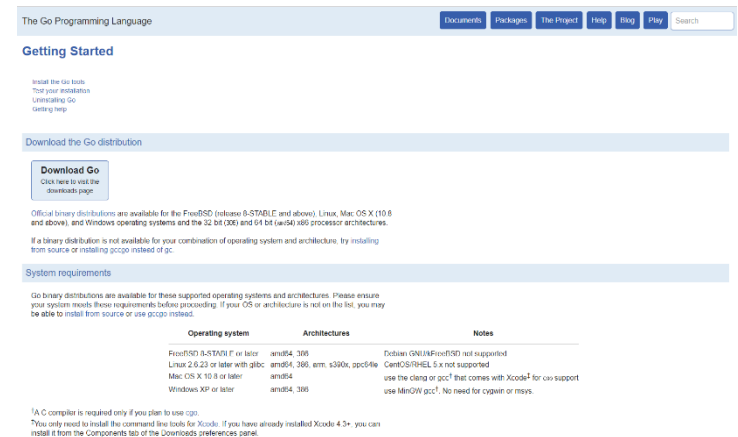 The Go Programming Language
Documents Packages The Project Help Blog Play Search
Getting Started
Install the Go tools
Test your installation
Uninstalling Go
Getting help
Download the Go distribution
Download Go
Click here to visit the
downloads page
Official binary distributions are available for the FreeBSD (release 8-STABLE and above), Linux, Mac OS X (10.8
and above), and Windows operating systems and the 32 bit (386) and 64 bit (amd64) x86 processor architectures.
If a binary distribution is not available for your combination of operating system and architecture, try installing
from source or installing gccgo instead of gc.
System requirements
Go binary distributions are available for these supported operating systems and architectures. Please ensure
your system meets these requirements before proceeding. If your OS or architecture is not on the list, you may
be able to install from source or use gccgo instead.
Operating system Architectures Notes
FreeBSD 8-STABLE or later amd64, 386 Debian GNU/kFreeBSD not supported
Linux 2.6.23 or later with glibc amd64, 386, arm, s390x, ppc64le CentOS/RHEL 5.x not supported
Mac OS X 10.8 or later amd64 use the clang or gcc† that comes with Xcode‡ for cgo support
Windows XP or later amd64, 386 use MinGW gcc†. No need for cygwin or msys.
†A C compiler is required only if you plan to use cgo.
‡You only need to install the command line tools for Xcode. If you have already installed Xcode 4.3+, you can
install it from the Components tab of the Downloads preferences panel.